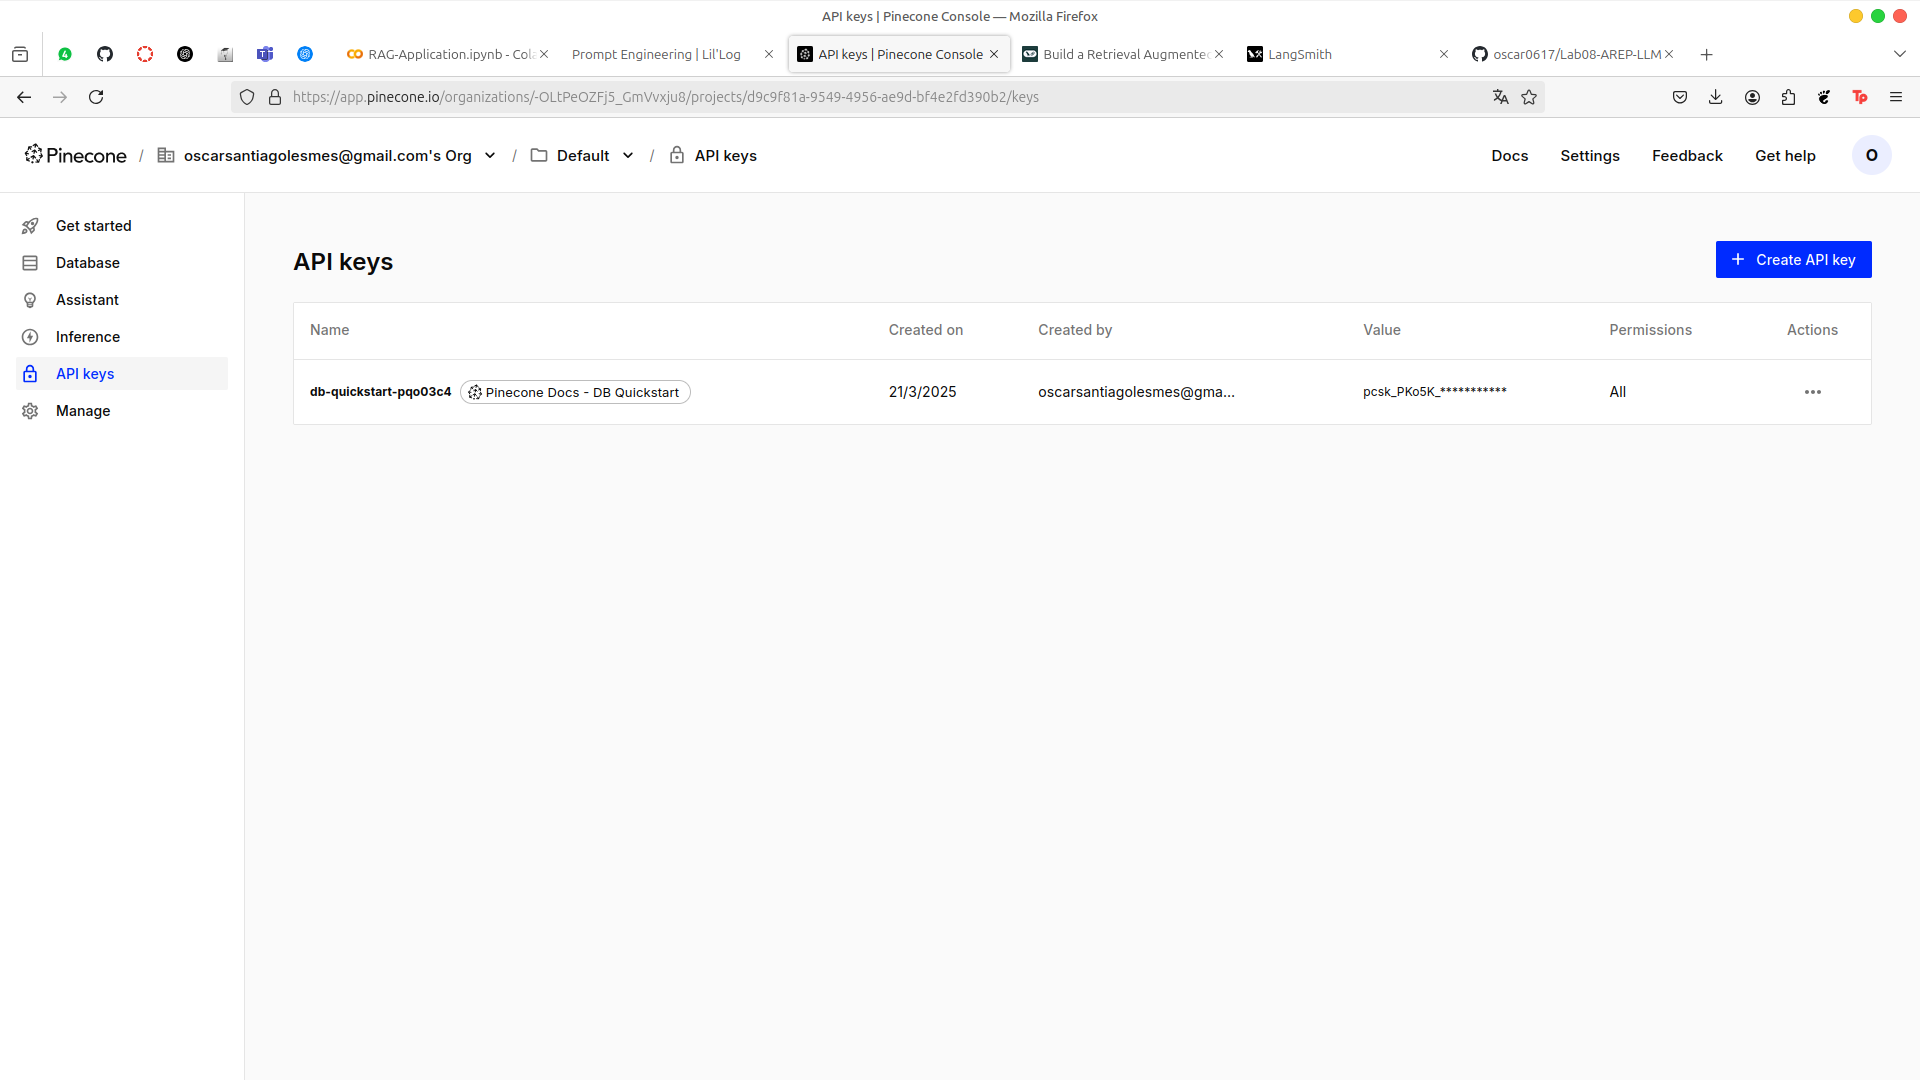 API keys | Pinecone Console — Mozilla Firefox
RAG-Application.ipynb - Cola
Prompt Engineering | Lil'Log
API keys | Pinecone Console
Build a Retrieval Augmented
LangSmith
oscar0617/Lab08-AREP-LLM
https://app.pinecone.io/organizations/-OLtPeOZFj5_GmVvxju8/projects/d9c9f81a-9549-4956-ae9d-bf4e2fd390b2/keys
Tp
Pinecone / oscarsantiagolesmes@gmail.com's Org / Default / API keys
Docs Settings Feedback Get help O
Get started
Database
Assistant
Inference
API keys
Manage
API keys
+ Create API key
Name Created on Created by Value Permissions Actions
db-quickstart-pqo03c4 Pinecone Docs - DB Quickstart 21/3/2025 oscarsantiagolesmes@gma... pcsk_PKo5K_*********** All